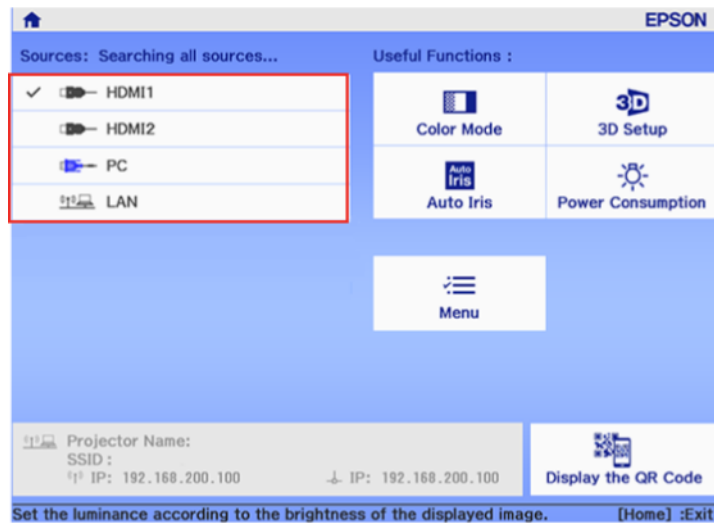 EPSON
Sources: Searching all sources...
HDMI1
HDMI2
PC
LAN
Useful Functions :
Color Mode
3D
3D Setup
Auto
Iris
Auto Iris
Power Consumption
Menu
Projector Name:
SSID :
IP: 192.168.200.100
IP: 192.168.200.100
Display the QR Code
Set the luminance according to the brightness of the displayed image.
[Home] :Exit